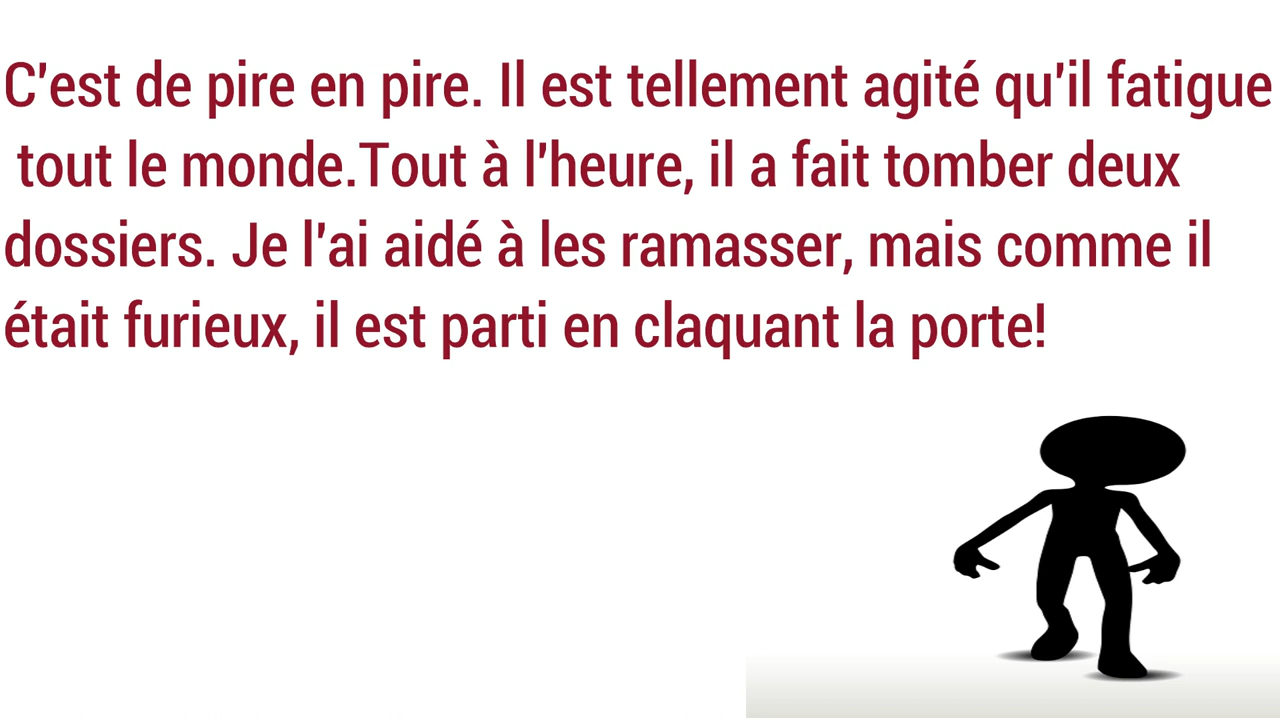 C'est de pire en pire. Il est tellement agité qu'il fatigue
tout le monde.Tout à l'heure, il a fait tomber deux
dossiers. Je l'ai aidé à les ramasser, mais comme il
était furieux, il est parti en claquant la porte!